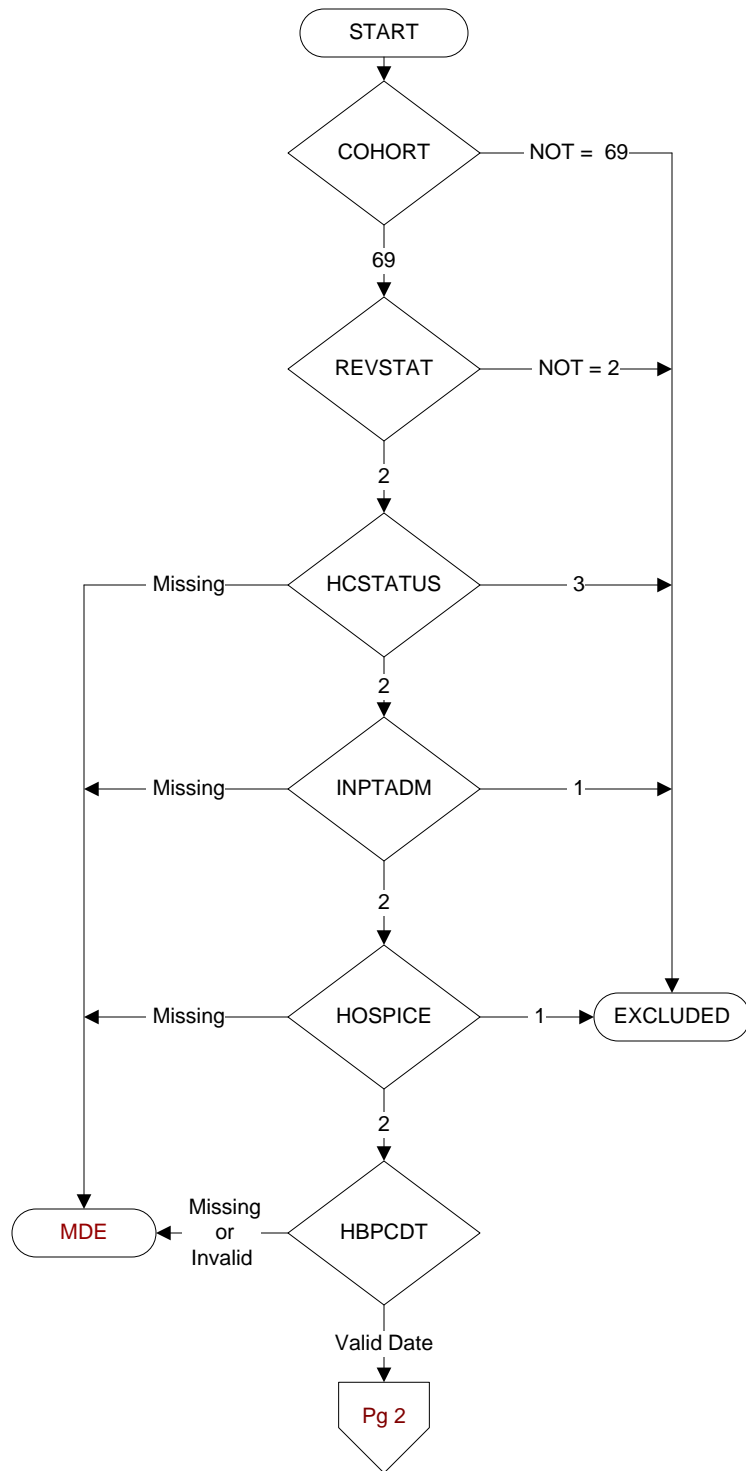 START
COHORT
NOT = 69
69
REVSTAT
NOT = 2
2
Missing
HCSTATUS
3
2
Missing
INPTADM
1
2
Missing
HOSPICE
1
EXCLUDED
2
MDE
Missing
or
Invalid
HBPCDT
Valid Date
Pg 2